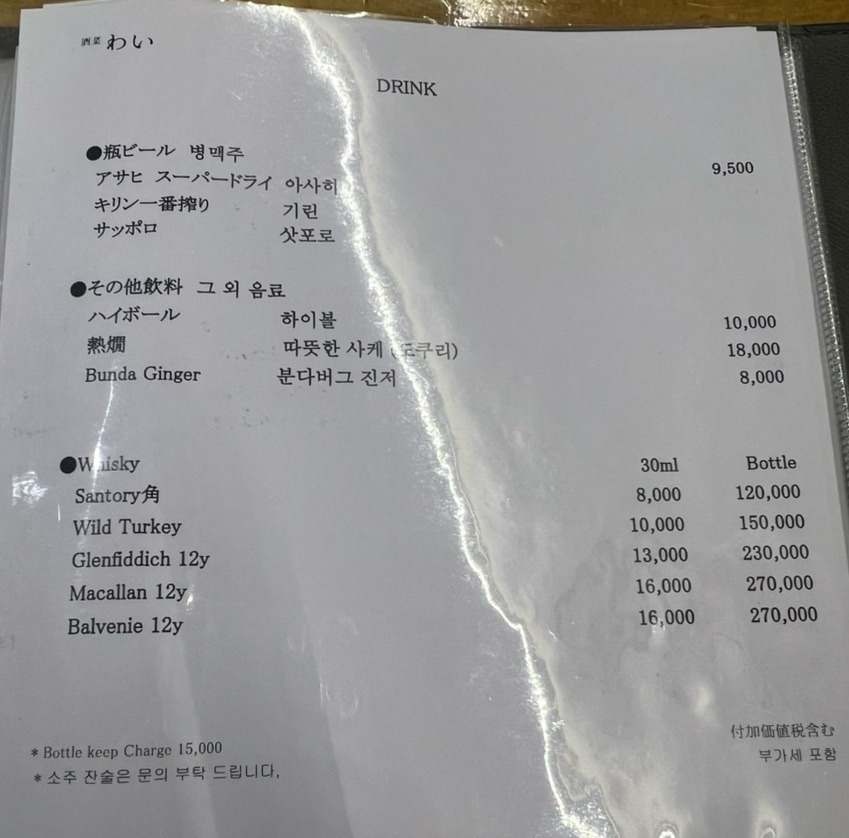 酒菜 わい
DRINK
●瓶ビール 병맥주 9,500
アサヒ スーパードライ 아사히
キリン一番搾り 기린
サッポロ 삿포로
●その他飲料 그 외 음료
ハイボール 하이볼 10,000
熱燗 따뜻한 사케 (도쿠리) 18,000
Bunda Ginger 분다버그 진저 8,000
●Whisky 30ml Bottle
Santory角 8,000 120,000
Wild Turkey 10,000 150,000
Glenfiddich 12y 13,000 230,000
Macallan 12y 16,000 270,000
Balvenie 12y 16,000 270,000
* Bottle keep Charge 15,000
* 소주 잔술은 문의 부탁 드립니다,
付加価値税含む
부가세 포함